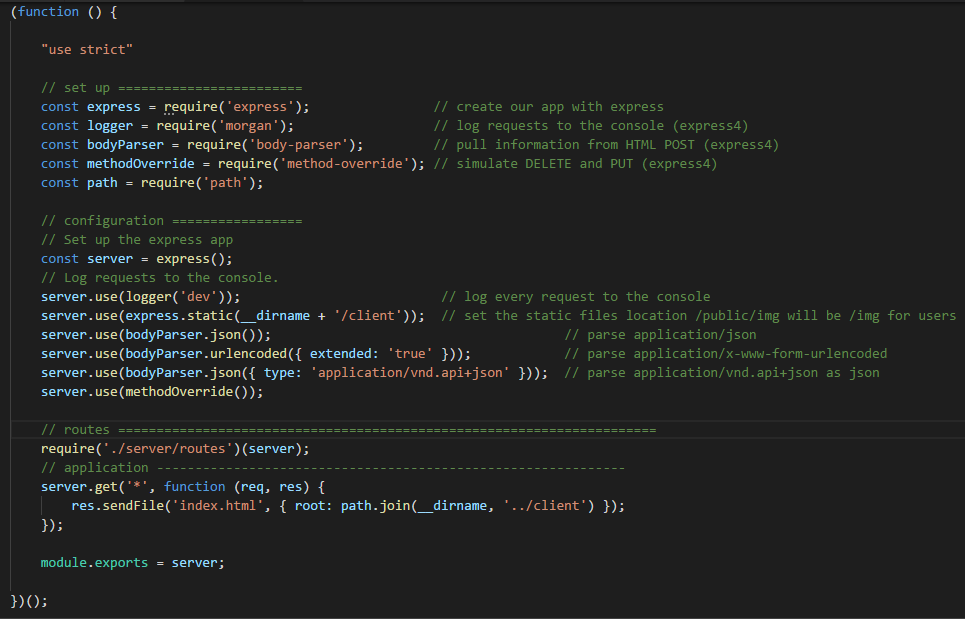 (function () {
"use strict"
// set up ========================
const express = require('express'); // create our app with express
const logger = require('morgan'); // log requests to the console (express4)
const bodyParser = require('body-parser'); // pull information from HTML POST (express4)
const methodOverride = require('method-override'); // simulate DELETE and PUT (express4)
const path = require('path');
// configuration =================
// Set up the express app
const server = express();
// Log requests to the console.
server.use(logger('dev')); // log every request to the console
server.use(express.static(__dirname + '/client')); // set the static files location /public/img will be /img for users
server.use(bodyParser.json()); // parse application/json
server.use(bodyParser.urlencoded({ extended: 'true' })); // parse application/x-www-form-urlencoded
server.use(bodyParser.json({ type: 'application/vnd.api+json' })); // parse application/vnd.api+json as json
server.use(methodOverride());
// routes ======================================================================
require('./server/routes')(server);
// application -------------------------------------------------------------
server.get('*', function (req, res) {
res.sendFile('index.html', { root: path.join(__dirname, '../client') });
});
module.exports = server;
})();